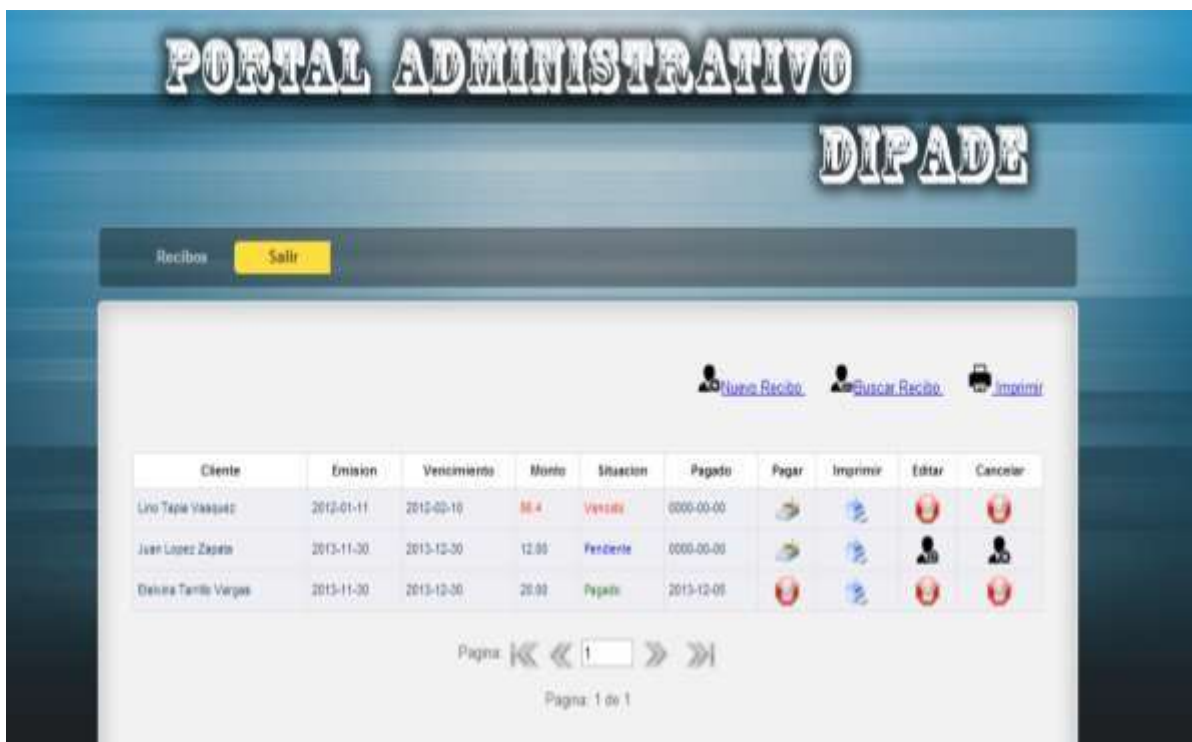 PORTAL ADMINISTRATIVO
DIPADE
Recibos Salir
Nuevo Recibo Buscar Recibo Imprimir
Cliente Emision Vencimiento Monto Situacion Pagado Pagar Imprimir Editar Cancelar
Lino Tapia Vasquez 2012-01-11 2012-02-10 Vencido 0000-00-00
Juan Lopez Zapata 2013-11-30 2013-12-30 12.00 Pendiente 0000-00-00
Tarrillo Vargas 2013-11-30 2013-12-30 20.00 Pagado 2013-12-05
Pagina: 1
Pagina: 1 de 1